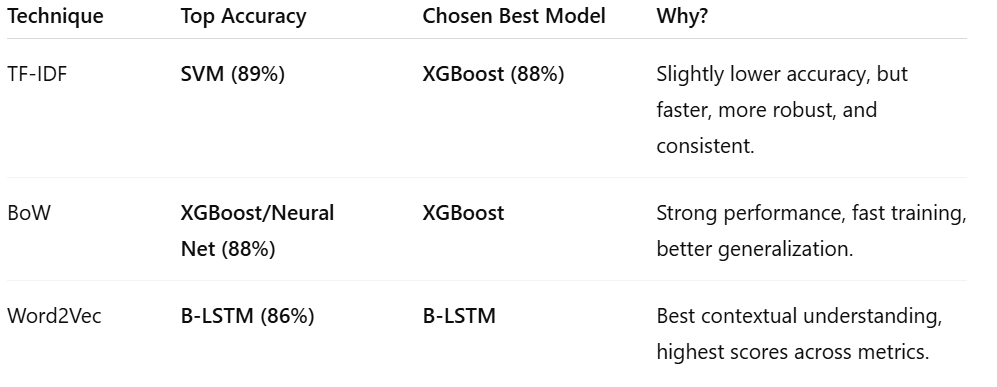 Technique Top Accuracy Chosen Best Model Why?
TF-IDF SVM (89%) XGBoost (88%) Slightly lower accuracy, but
faster, more robust, and
consistent.
BoW XGBoost/Neural XGBoost Strong performance, fast training,
Net (88%) better generalization.
Word2Vec B-LSTM (86%) B-LSTM Best contextual understanding,
highest scores across metrics.